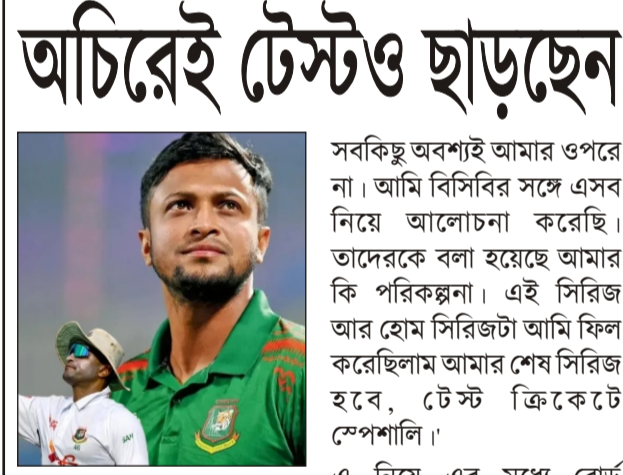 অচিরেই টেস্টও ছাড়ছেন
সবকিছু অবশ্যই আমার ওপরে
না। আমি বিসিবির সঙ্গে এসব
নিয়ে আলোচনা করেছি।
তাদেরকে বলা হয়েছে আমার
কি পরিকল্পনা। এই সিরিজ
আর হোম সিরিজটা আমি ফিল
করেছিলাম আমার শেষ সিরিজ
হবে, টেস্ট ক্রিকেটে
স্পেশালি।'